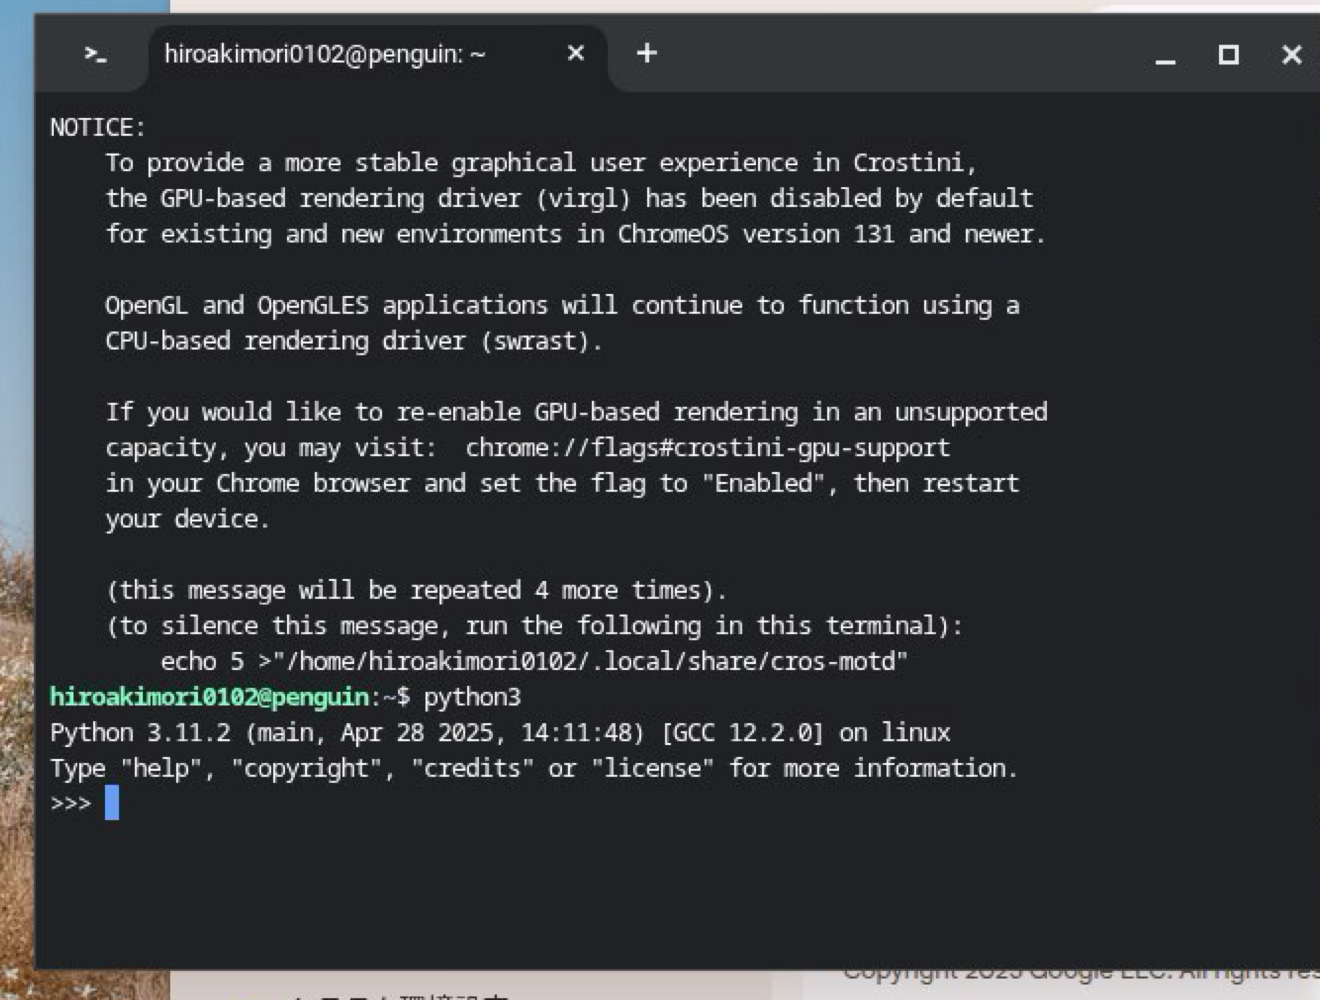 hiroakimori0102@penguin: ~
NOTICE:
To provide a more stable graphical user experience in Crostini,
the GPU-based rendering driver (virgl) has been disabled by default
for existing and new environments in ChromeOS version 131 and newer.
OpenGL and OpenGLES applications will continue to function using a
CPU-based rendering driver (swrast).
If you would like to re-enable GPU-based rendering in an unsupported
capacity, you may visit:  chrome://flags#crostini-gpu-support
in your Chrome browser and set the flag to "Enabled", then restart
your device.
(this message will be repeated 4 more times).
(to silence this message, run the following in this terminal):
echo 5 >"/home/hiroakimori0102/.local/share/cros-motd"
hiroakimori0102@penguin:~$ python3
Python 3.11.2 (main, Apr 28 2025, 14:11:48) [GCC 12.2.0] on linux
Type "help", "copyright", "credits" or "license" for more information.
>>>
Copyright 2025 Google LLC. All rights res